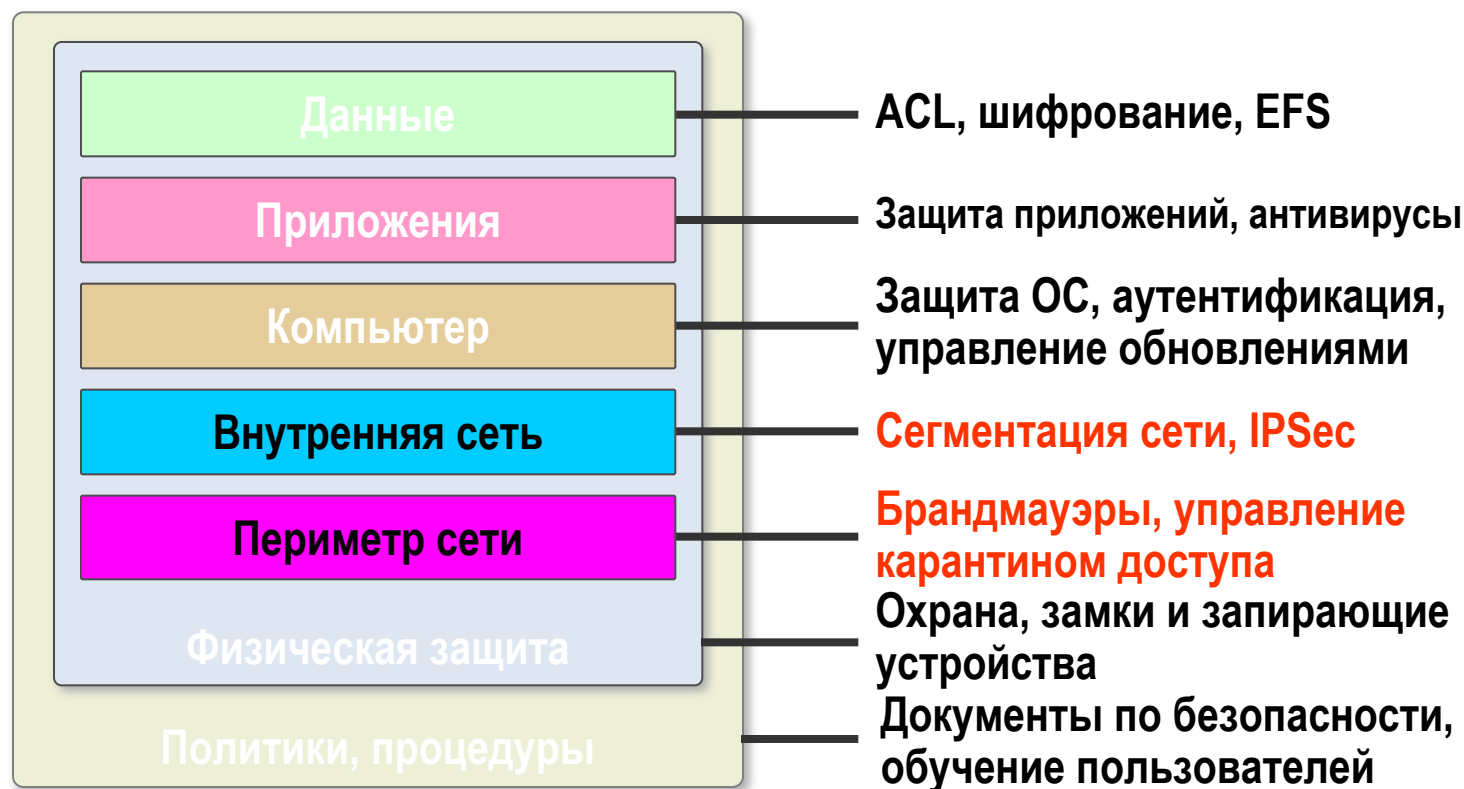 Данные
ACL, шифрование, EFS
Приложения
Защита приложений, антивирусы
Компьютер
Защита ОС, аутентификация,
управление обновлениями
Внутренняя сеть
Сегментация сети, IPSec
Периметр сети
Брандмауэры, управление
карантином доступа
Физическая защита
Охрана, замки и запирающие
устройства
Политики, процедуры
Документы по безопасности,
обучение пользователей